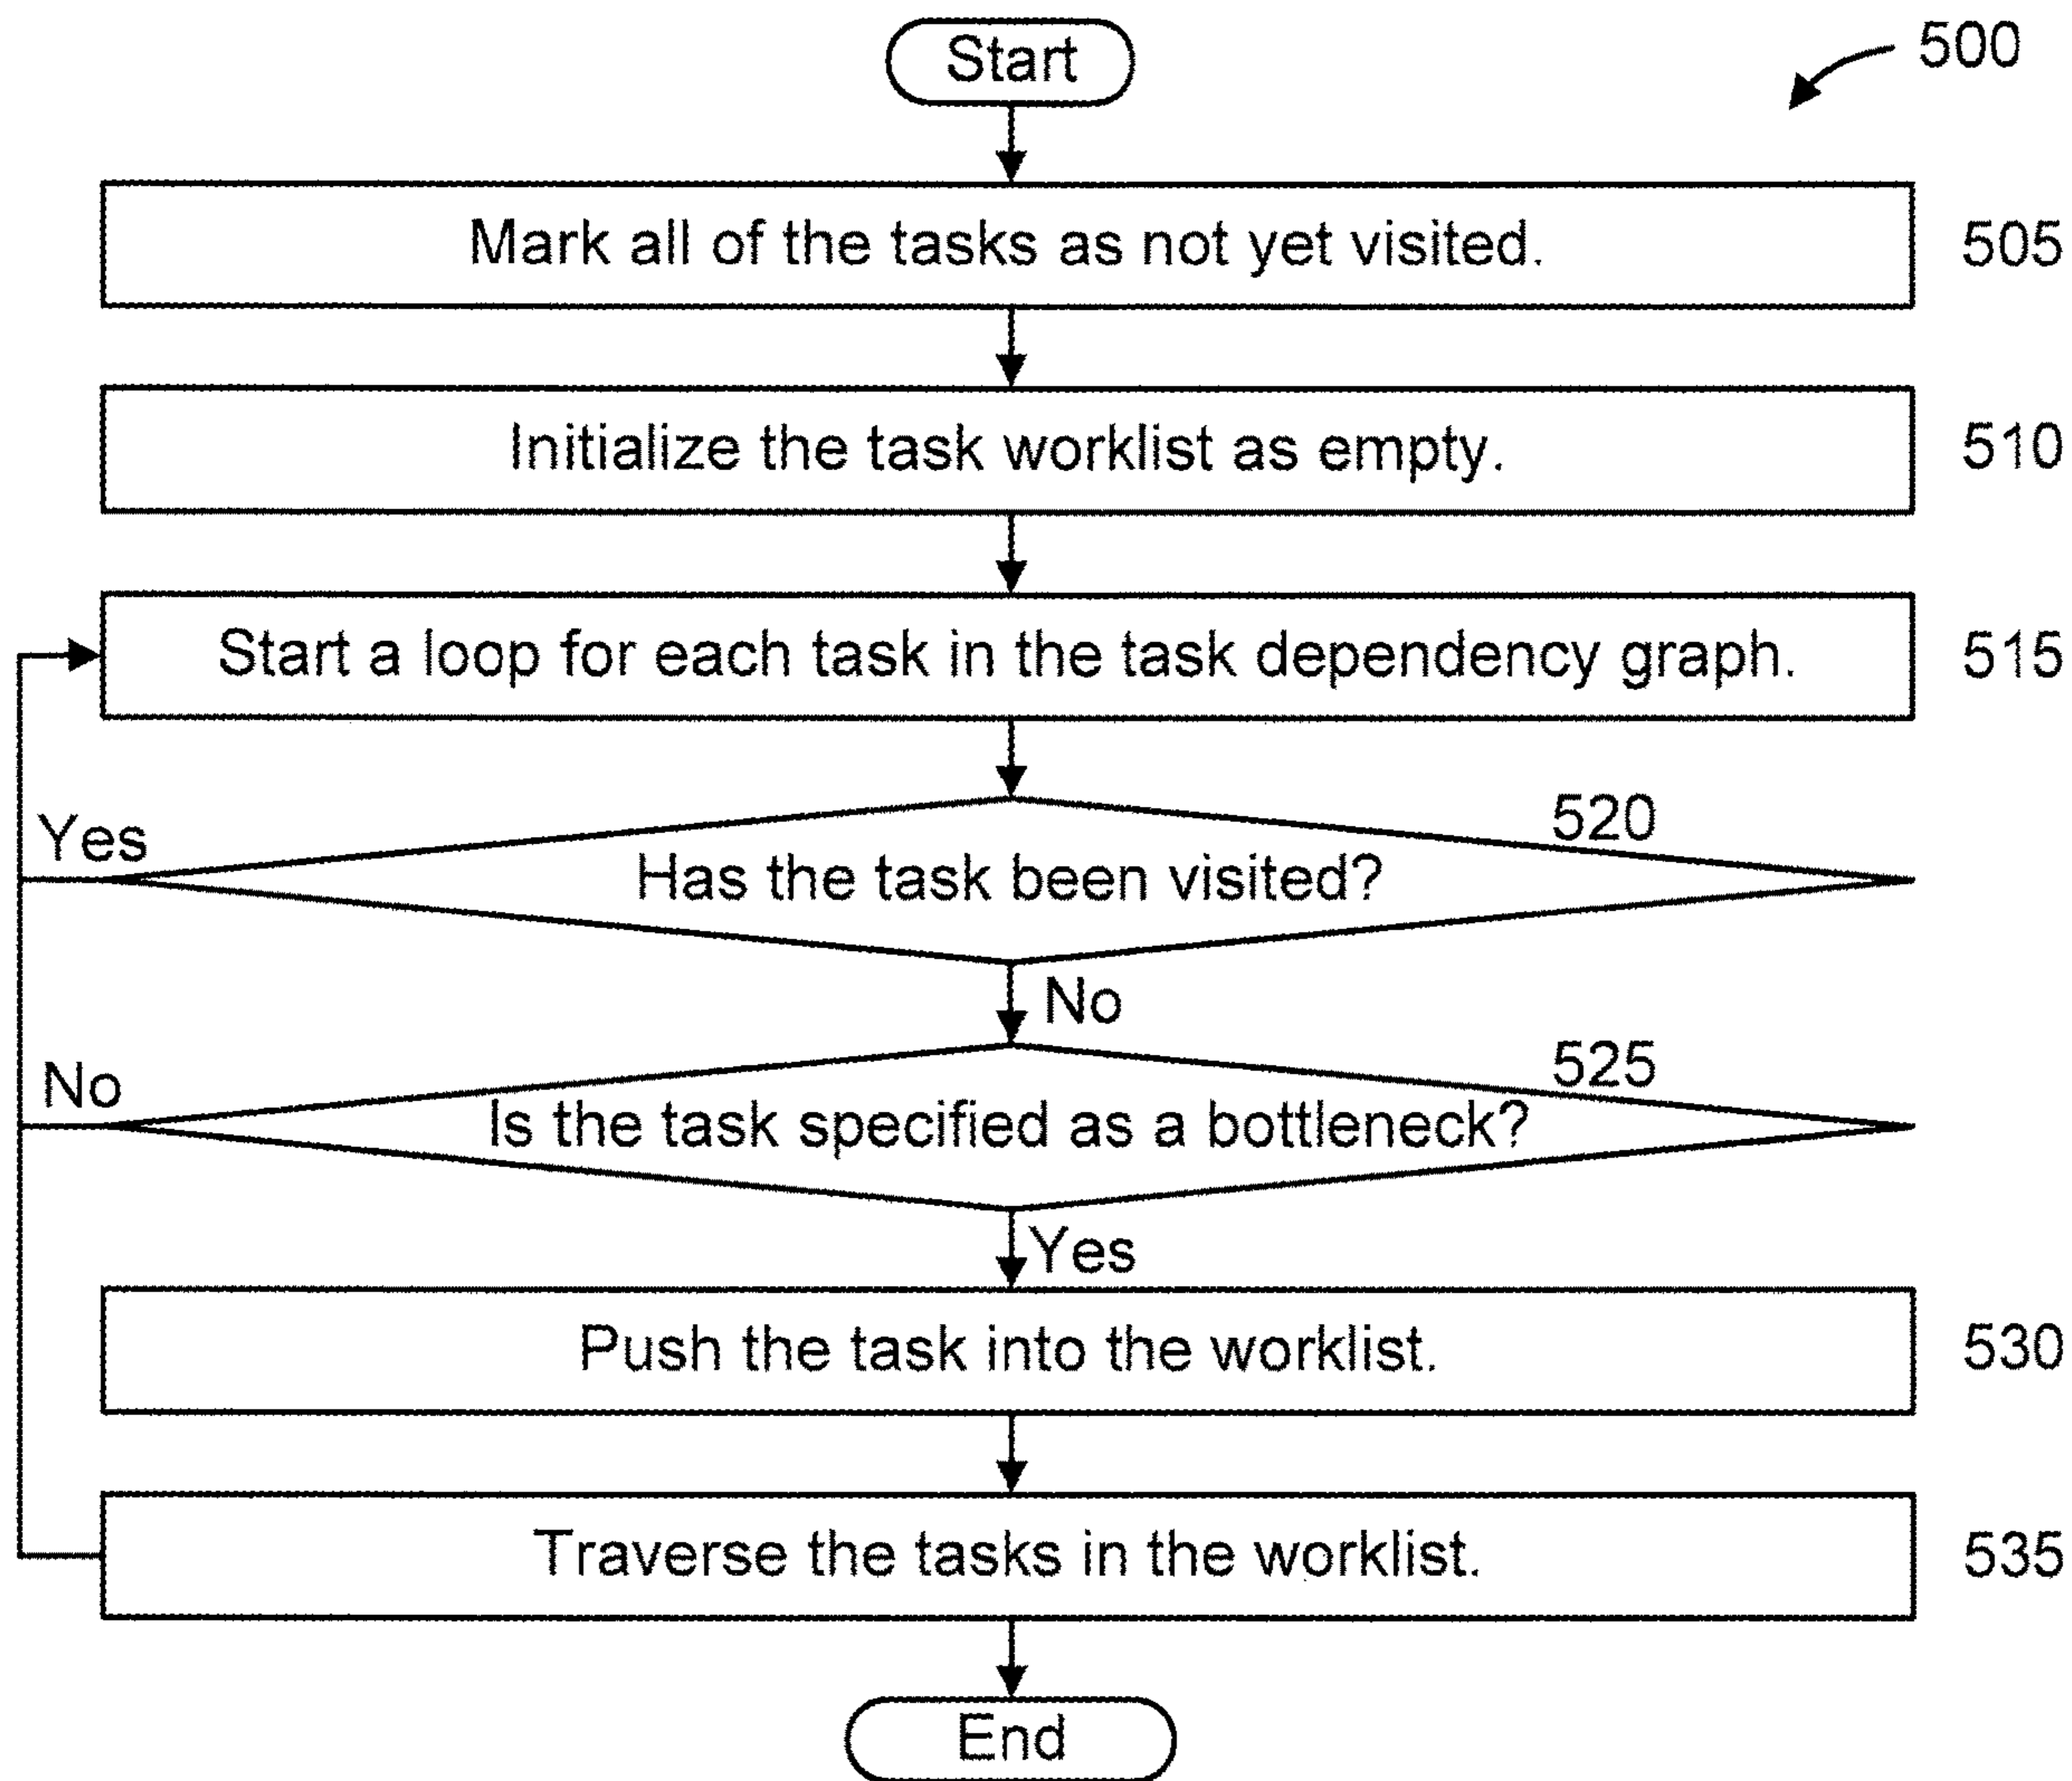 Start
500
Mark all of the tasks as not yet visited.
505
Initialize the task worklist as empty.
510
Start a loop for each task in the task dependency graph.
515
520
Yes
Has the task been visited?
No
525
No
Is the task specified as a bottleneck?
Yes
Push the task into the worklist.
530
Traverse the tasks in the worklist.
535
End